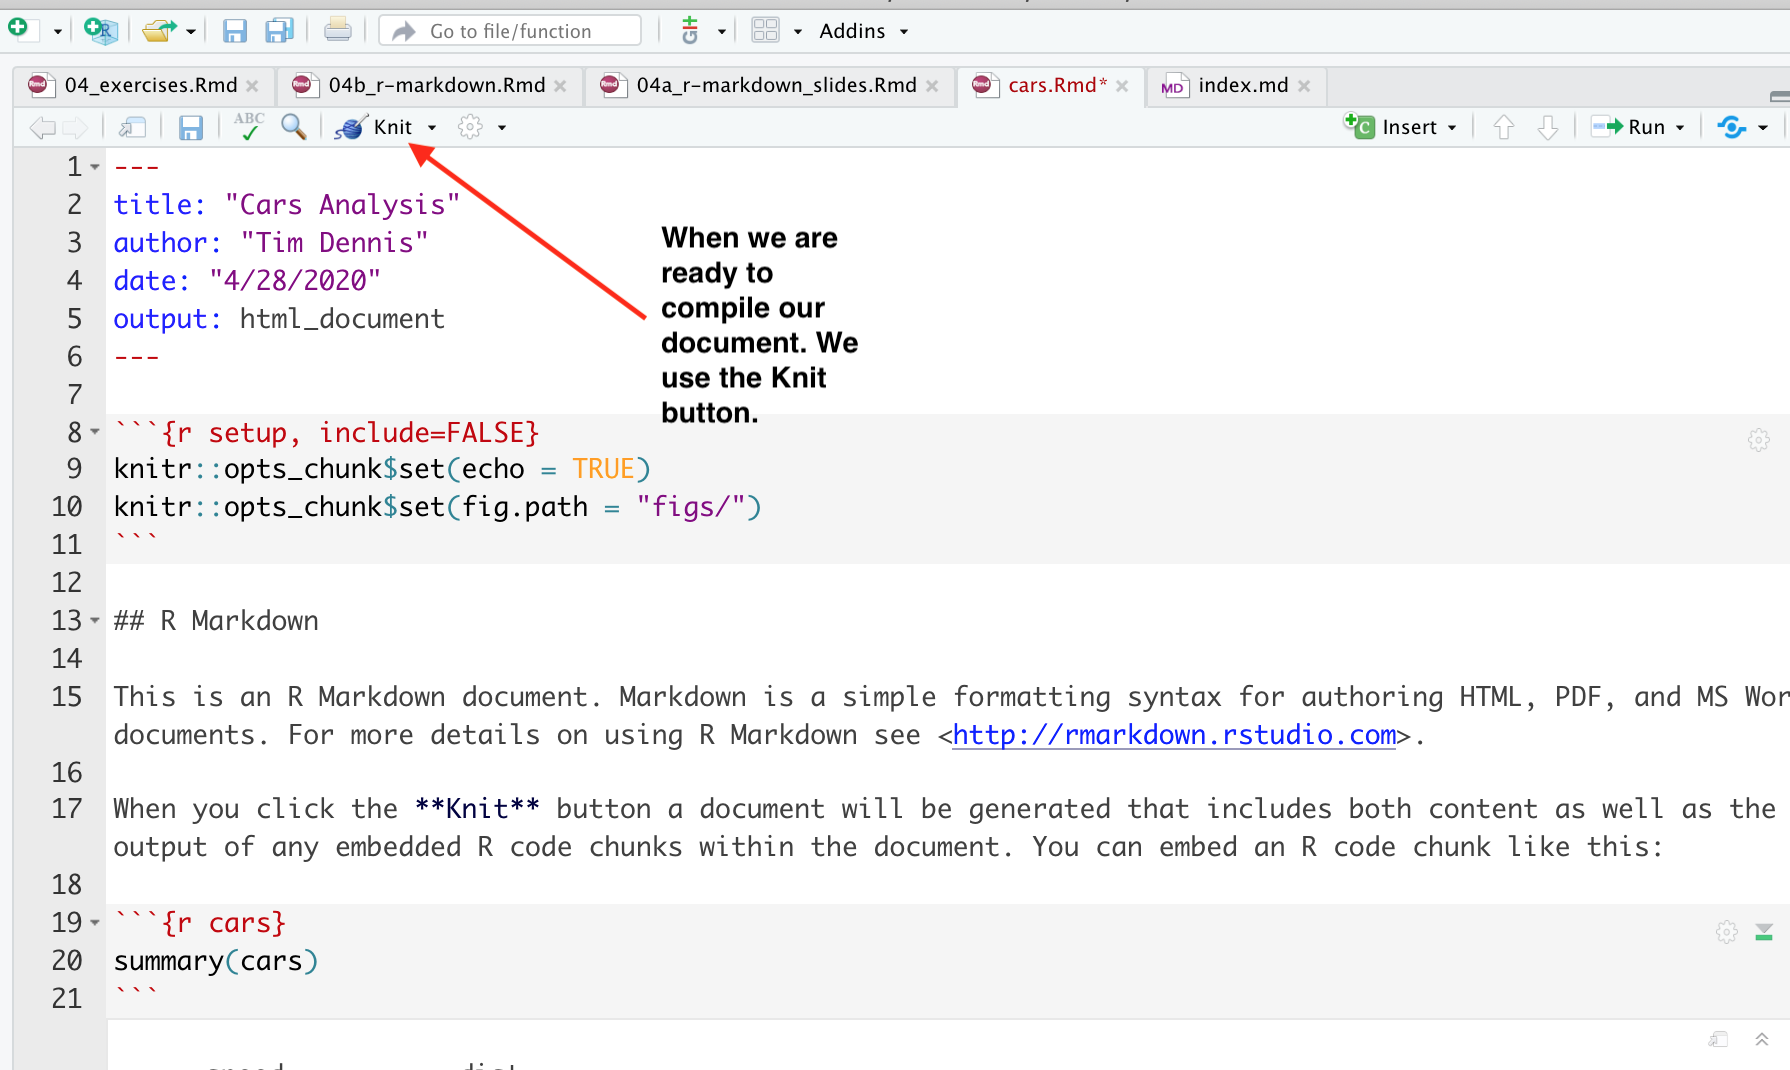 Go to file/function Addins
04_exercises.Rmd 04b_r-markdown.Rmd 04a_r-markdown_slides.Rmd cars.Rmd* index.md
ABC Knit Insert Run
1 ---
2 title: "Cars Analysis"
3 author: "Tim Dennis"
4 date: "4/28/2020"
5 output: html_document
6 ---
7
When we are
ready to
compile our
document. We
use the Knit
button.
8 ```{r setup, include=FALSE}
9 knitr::opts_chunk$set(echo = TRUE)
10 knitr::opts_chunk$set(fig.path = "figs/")
11 ```
12
13 ## R Markdown
14
15 This is an R Markdown document. Markdown is a simple formatting syntax for authoring HTML, PDF, and MS Wor
documents. For more details on using R Markdown see <http://rmarkdown.rstudio.com>.
16
17 When you click the **Knit** button a document will be generated that includes both content as well as the
output of any embedded R code chunks within the document. You can embed an R code chunk like this:
18
19 ```{r cars}
20 summary(cars)
21 ```